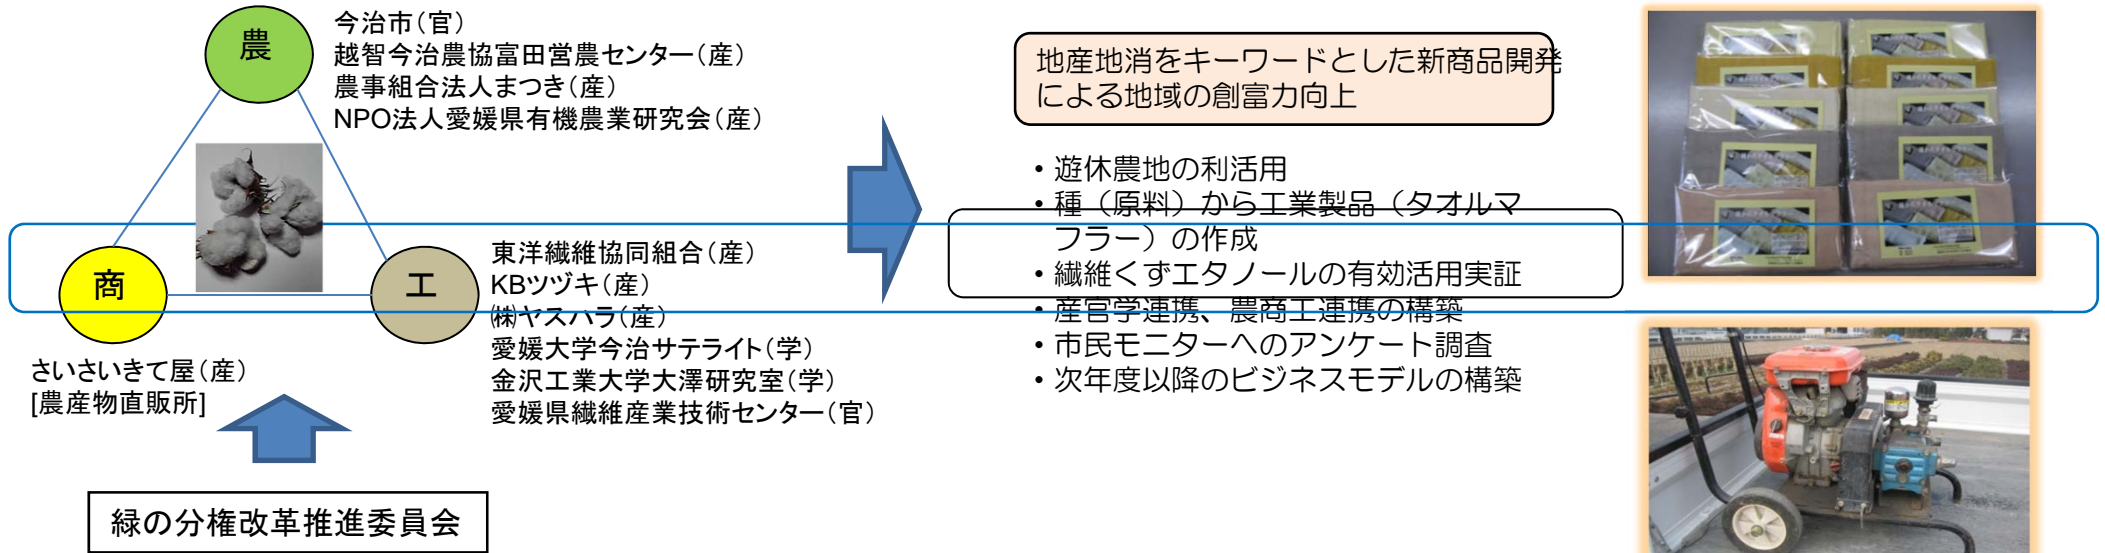 農
今治市（官）
越智今治農協富田営農センター（産）
農事組合法人まつき（産）
NPO法人愛媛県有機農業研究会（産）
商
工
東洋繊維協同組合（産）
KBツヅキ（産）
㈱ヤスハラ（産）
愛媛大学今治サテライト（学）
金沢工業大学大澤研究室（学）
愛媛県繊維産業技術センター（官）
さいさいきて屋（産）
[農産物直販所]
緑の分権改革推進委員会
地産地消をキーワードとした新商品開発
による地域の創富力向上
・遊休農地の利活用
・種（原料）から工業製品（タオルマ
フラー）の作成
・繊維くずエタノールの有効活用実証
・産官学連携、農商工連携の構築
・市民モニターへのアンケート調査
・次年度以降のビジネスモデルの構築